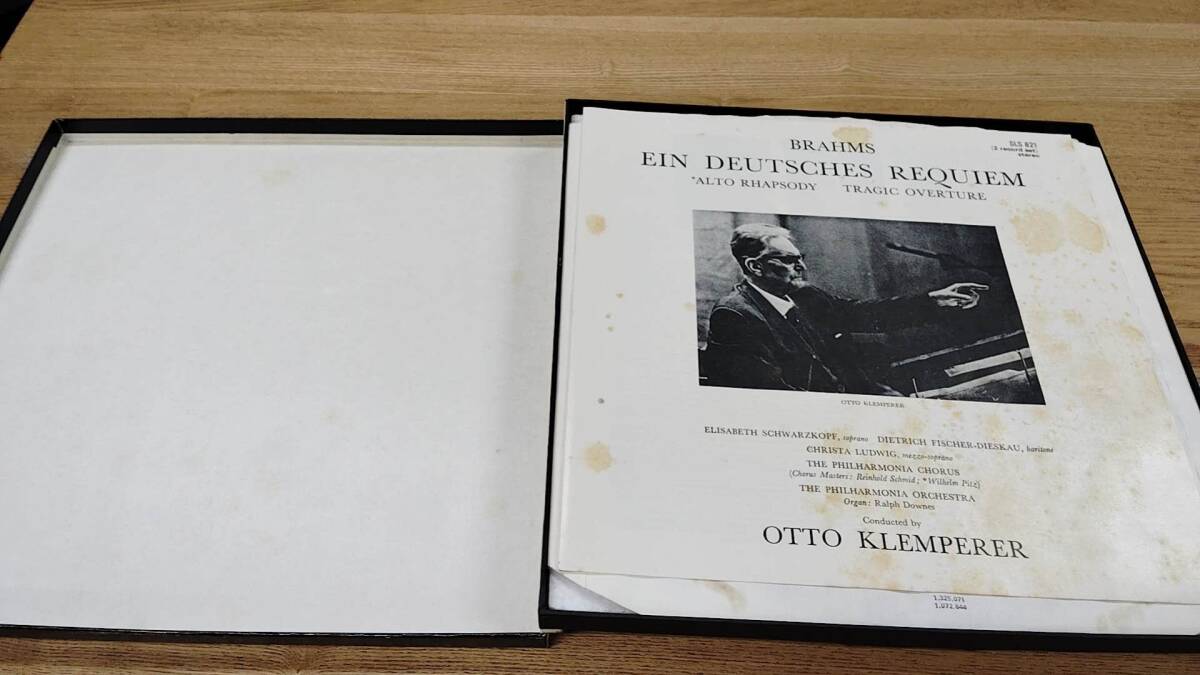 BRAHMS
SLS 821
(2 record set)
stereo
EIN DEUTSCHES REQUIEM
*ALTO RHAPSODY TRAGIC OVERTURE
OTTO KLEMPERER
ELISABETH SCHWARZKOPF, soprano DIETRICH FISCHER-DIESKAU, baritone
CHRISTA LUDWIG, mezzo-soprano
THE PHILHARMONIA CHORUS
(Chorus Masters: Reinhold Schmid; *Wilhelm Pitz)
THE PHILHARMONIA ORCHESTRA
Organ: Ralph Downes
Conducted by
OTTO KLEMPERER
1,325,071
1,072,844